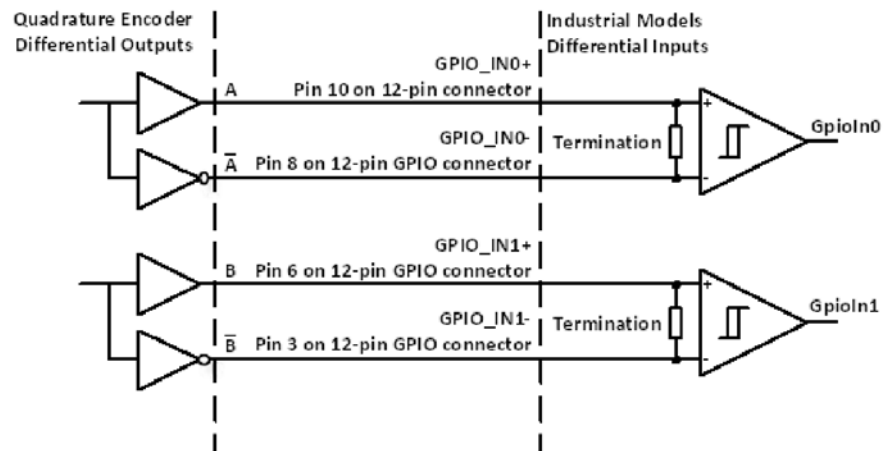 Quadrature Encoder
Differential Outputs
Industrial Models
Differential Inputs
GPIO_IN0+
A
Pin 10 on 12-pin connector
+
GpioIn0
GPIO_IN0-
Termination
A̅
Pin 8 on 12-pin GPIO connector
-
GPIO_IN1+
B
Pin 6 on 12-pin GPIO connector
+
GpioIn1
GPIO_IN1-
Termination
B̅
Pin 3 on 12-pin GPIO connector
-